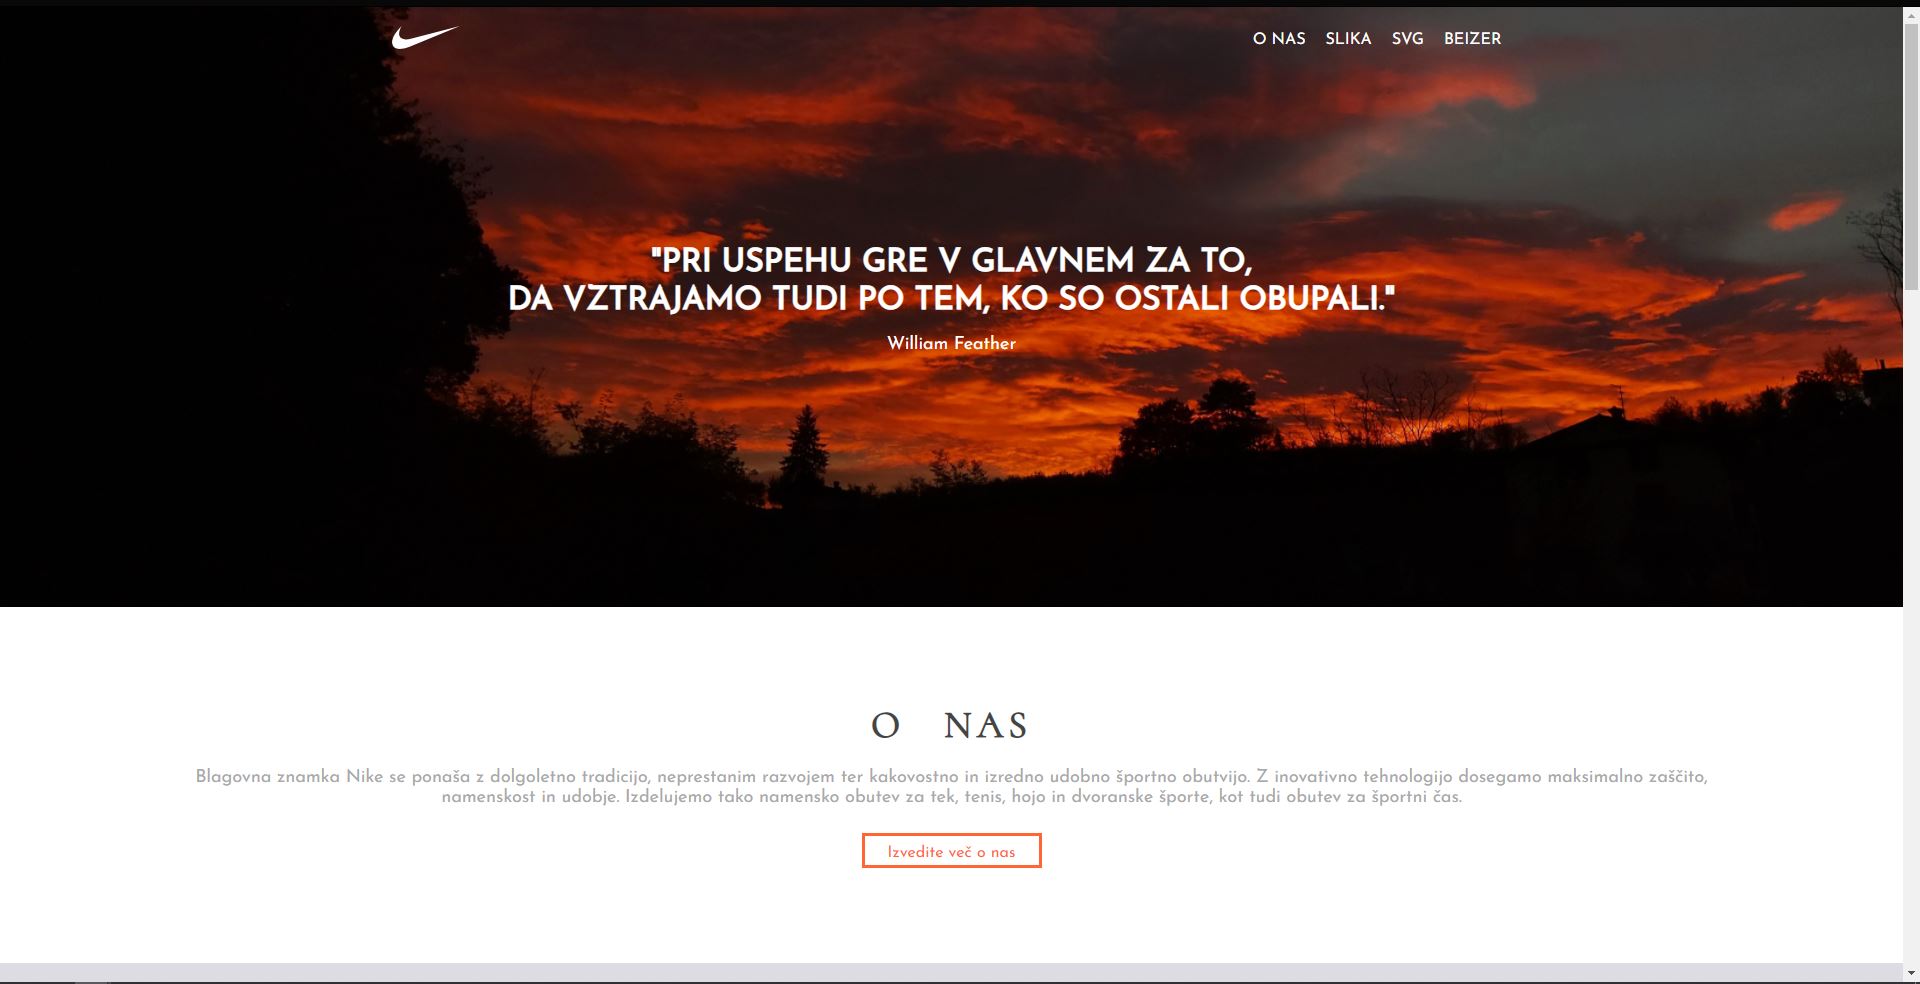 O NAS SLIKA SVG BEIZER
"PRI USPEHU GRE V GLAVNEM ZA TO,
DA VZTRAJAMO TUDI PO TEM, KO SO OSTALI OBUPALI."
William Feather
O NAS
Blagovna znamka Nike se ponaša z dolgoletno tradicijo, neprestanim razvojem ter kakovostno in izredno udobno športno obutvijo. Z inovativno tehnologijo dosegamo maksimalno zaščito,
namenskost in udobje. Izdelujemo tako namensko obutev za tek, tenis, hojo in dvoranske športe, kot tudi obutev za športni čas.
Izvedite več o nas